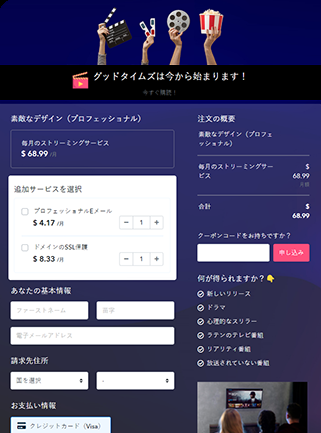 グッドタイムズは今から始まります！
今すぐ購読！
素敵なデザイン（プロフェッショナル）
毎月のストリーミングサービス
$ 68.99 /月
追加サービスを選択
プロフェッショナルEメール
$ 4.17 /月
1
ドメインのSSL保護
$ 8.33 /月
1
あなたの基本情報
ファーストネーム
苗字
電子メールアドレス
請求先住所
国を選択
-
お支払い情報
クレジットカード（Visa）
注文の概要
素敵なデザイン（プロフェ
ッショナル）
毎月のストリーミングサー
ビス
$
68.99
合計
$
68.99
クーポンコードをお持ちですか？
申し込み
何が得られますか？👇
新しいリリース
ドラマ
心理的なスリラー
ラテンのテレビ番組
リアリティ番組
放送されていない番組